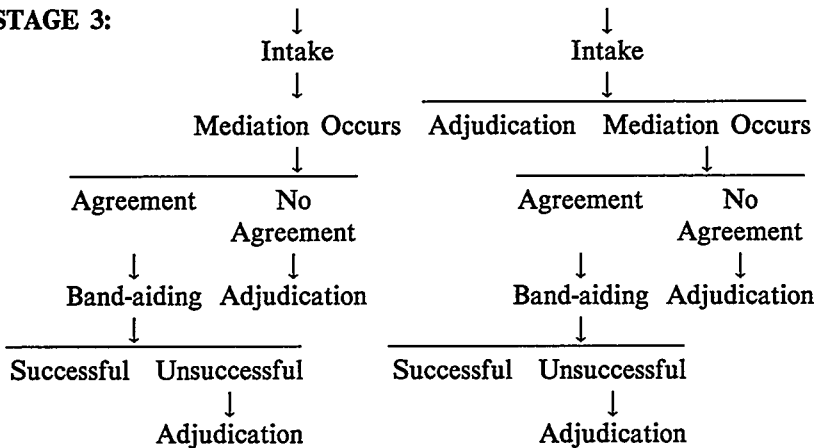 STAGE 3:
Intake Intake
Mediation Occurs Adjudication Mediation Occurs
Agreement No Agreement No
Agreement Agreement
Band-aiding Adjudication Band-aiding Adjudication
Successful Unsuccessful Successful Unsuccessful
Adjudication Adjudication